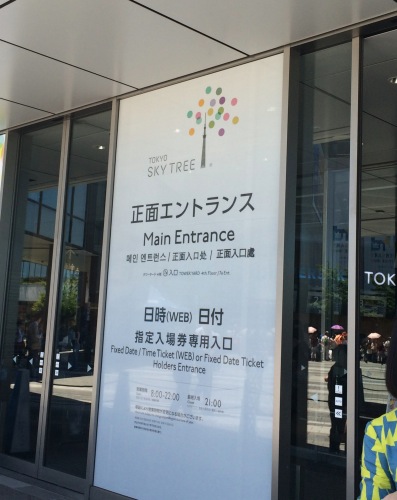 TOKYO
SKYTREE®
正面エントランス
Main Entrance
메인 엔트런스 / 正面入口处 / 正面入口處
入口
日時(WEB) 日付
指定入場券専用入口
Fixed Date / Time Ticket (WEB) or Fixed Date Ticket
Holders Entrance
8:00-22:00
21:00
TOK